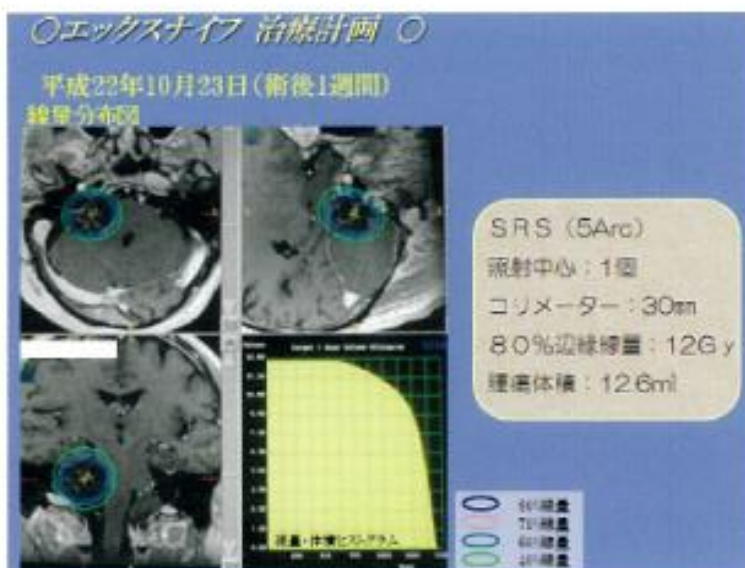 ○エックスナイフ 治療計画 ○
平成22年10月23日(術後1週間)
線量分布図
SRS (5Arc)
照射中心：1個
コリメーター：30㎜
80％辺縁線量：12Gy
腫瘍体積：12.6ml
線量・体積ヒストグラム